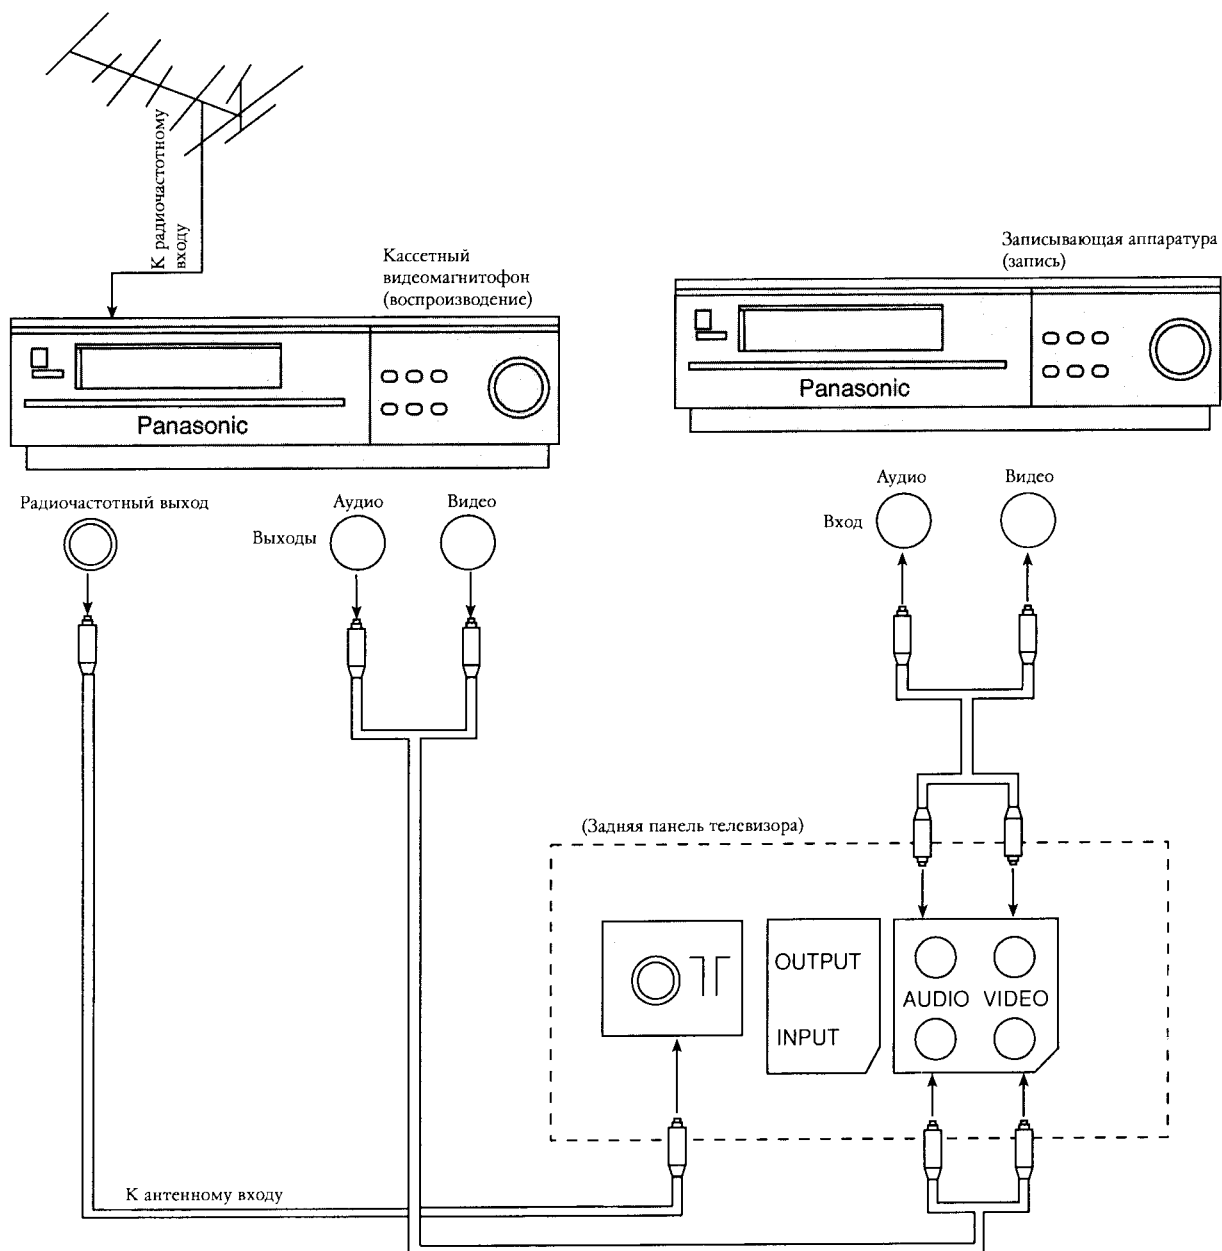 К радиочастотному
входу
Кассетный
видеомагнитофон
(воспроизводение)
Записывающая аппаратура
(запись)
Panasonic
Panasonic
Радиочастотный выход
Выходы
Аудио
Видео
Аудио
Видео
Вход
(Задняя панель телевизора)
OUTPUT
INPUT
AUDIO VIDEO
К антенному входу